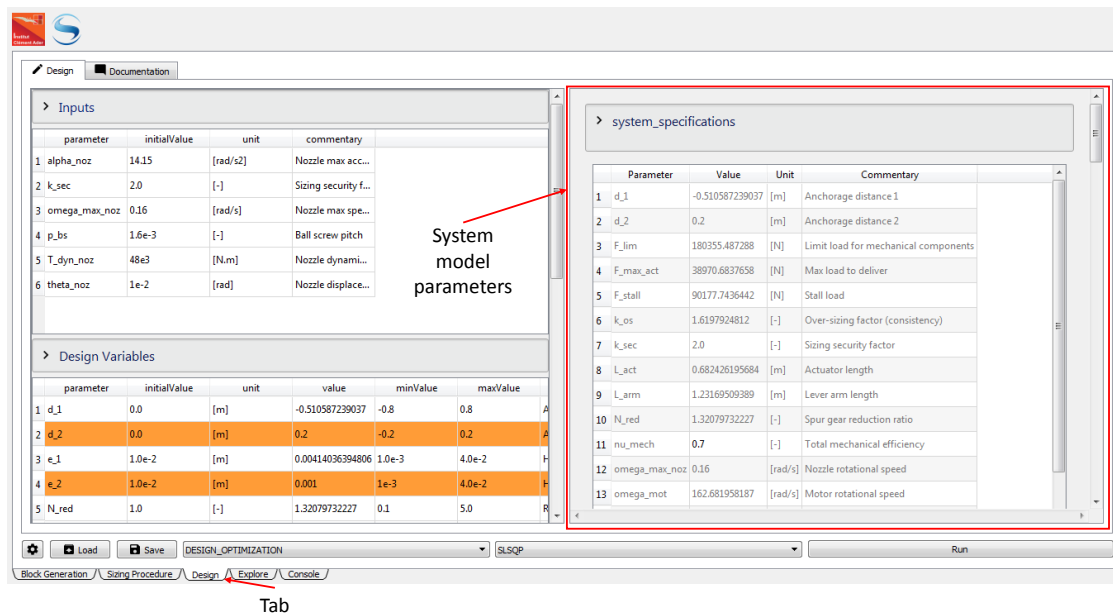 Institut
Clément Ader
Design
Documentation
> Inputs
parameter initialValue unit commentary
1 alpha_noz 14.15 [rad/s2] Nozzle max acc...
2 k_sec 2.0 [-] Sizing security f...
3 omega_max_noz 0.16 [rad/s] Nozzle max spe...
4 p_bs 1.6e-3 [-] Ball screw pitch
5 T_dyn_noz 48e3 [N.m] Nozzle dynami...
6 theta_noz 1e-2 [rad] Nozzle displace...
> Design Variables
parameter initialValue unit value minValue maxValue
1 d_1 0.0 [m] -0.510587239037 -0.8 0.8 A
2 d_2 0.0 [m] 0.2 -0.2 0.2 A
3 e_1 1.0e-2 [m] 0.00414036394806 1.0e-3 4.0e-2 H
4 e_2 1.0e-2 [m] 0.001 1e-3 4.0e-2 H
5 N_red 1.0 [-] 1.32079732227 0.1 5.0 R
System
model
parameters
> system_specifications
Parameter Value Unit Commentary
1 d_1 -0.510587239037 [m] Anchorage distance 1
2 d_2 0.2 [m] Anchorage distance 2
3 F_lim 180355.487288 [N] Limit load for mechanical components
4 F_max_act 38970.6837658 [N] Max load to deliver
5 F_stall 90177.7436442 [N] Stall load
6 k_os 1.6197924812 [-] Over-sizing factor (consistency)
7 k_sec 2.0 [-] Sizing security factor
8 L_act 0.682426195684 [m] Actuator length
9 L_arm 1.23169509389 [m] Lever arm length
10 N_red 1.32079732227 [-] Spur gear reduction ratio
11 nu_mech 0.7 [-] Total mechanical efficiency
12 omega_max_noz 0.16 [rad/s] Nozzle rotational speed
13 omega_mot 162.681958187 [rad/s] Motor rotational speed
Load Save DESIGN_OPTIMIZATION SLSQP Run
Block Generation Sizing Procedure Design Explore Console
Tab